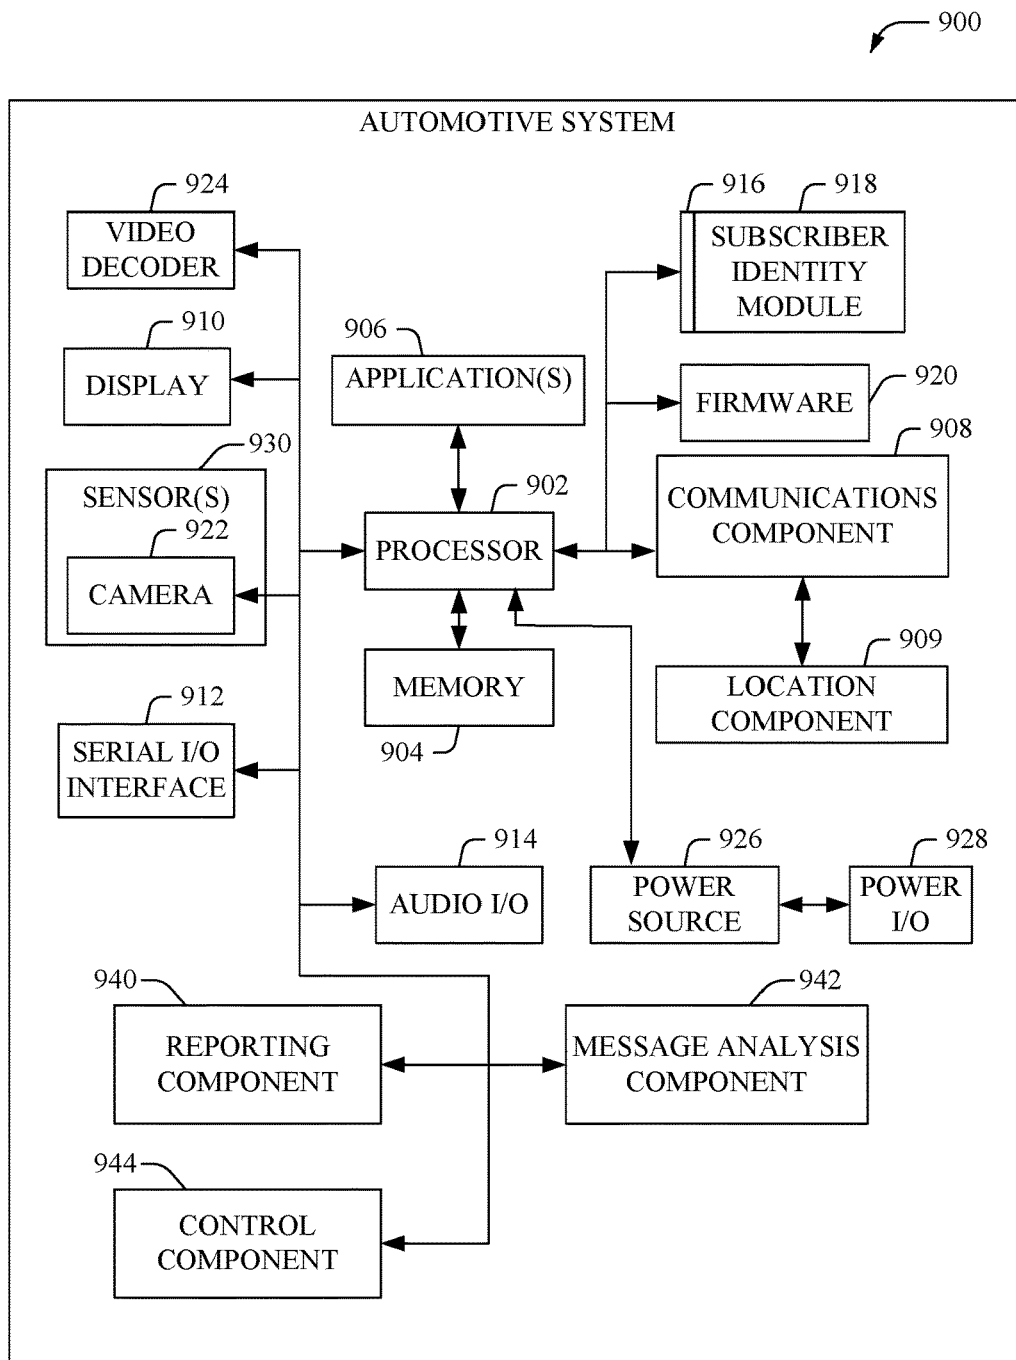 900
AUTOMOTIVE SYSTEM
924
VIDEO
DECODER
916
918
SUBSCRIBER
IDENTITY
MODULE
910
DISPLAY
906
APPLICATION(S)
920
FIRMWARE
930
SENSOR(S)
922
CAMERA
902
PROCESSOR
908
COMMUNICATIONS
COMPONENT
MEMORY
904
909
LOCATION
COMPONENT
912
SERIAL I/O
INTERFACE
914
AUDIO I/O
926
POWER
SOURCE
928
POWER
I/O
940
REPORTING
COMPONENT
942
MESSAGE ANALYSIS
COMPONENT
944
CONTROL
COMPONENT